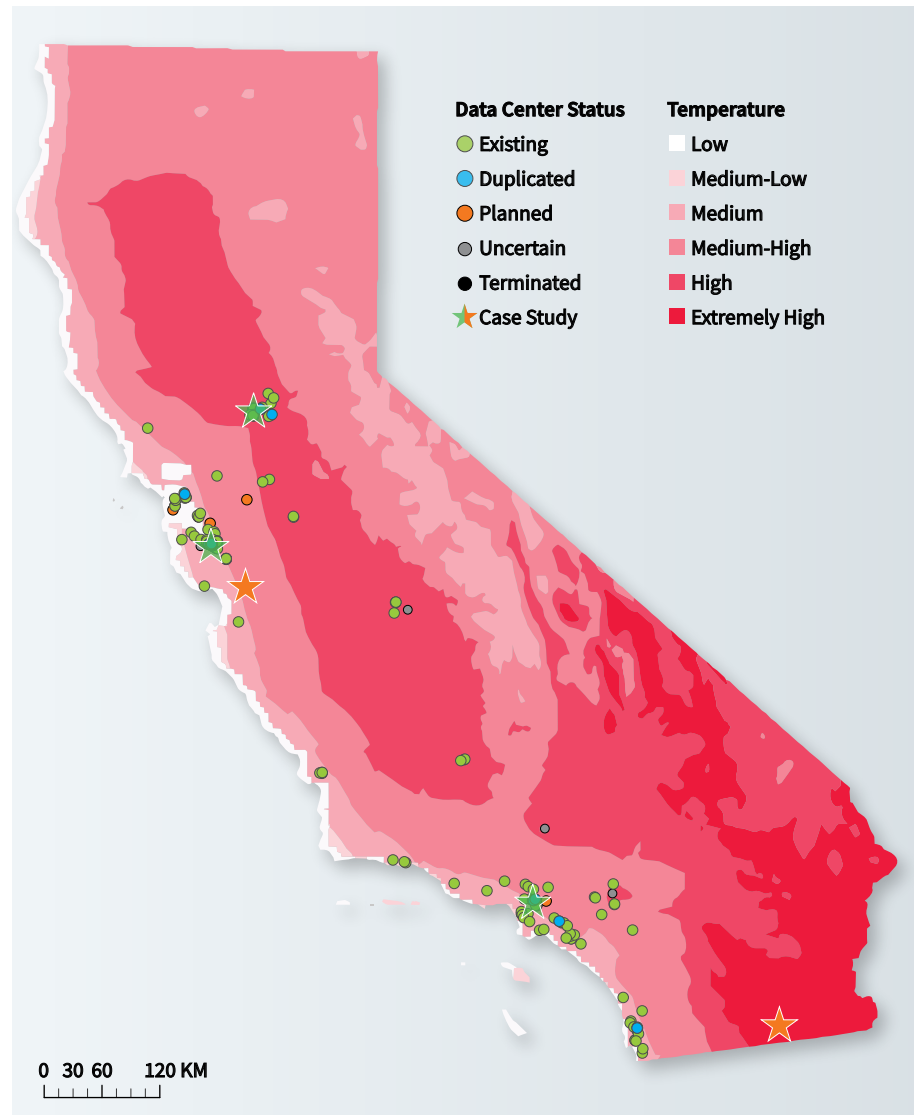 Data Center Status
Existing
Duplicated
Planned
Uncertain
Terminated
Case Study
Temperature
Low
Medium-Low
Medium
Medium-High
High
Extremely High
0 30 60 120 KM